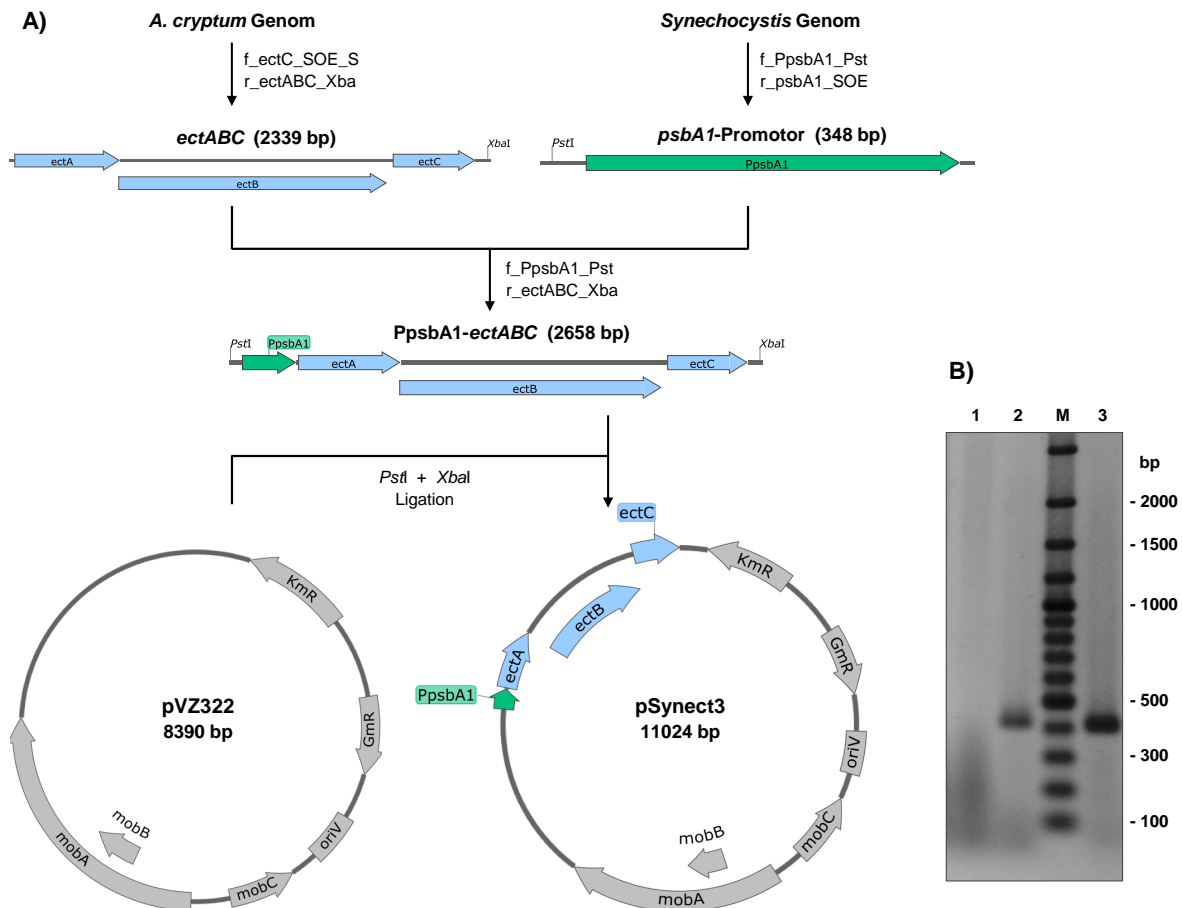 A)
A. cryptum Genom
Synechocystis Genom
f_ectC_SOE_S
r_ectABC_Xba
f_PpsbA1_Pst
r_psbA1_SOE
ectABC (2339 bp)
psbA1-Promotor (348 bp)
XbaI
PstI
ectA
ectC
ectB
PpsbA1
f_PpsbA1_Pst
r_ectABC_Xba
PpsbA1-ectABC (2658 bp)
PstI
PpsbA1
XbaI
ectA
ectC
ectB
PstI + XbaI
Ligation
KmR
GmR
oriV
mobC
mobB
mobA
pVZ322
8390 bp
ectC
ectB
ectA
PpsbA1
KmR
GmR
oriV
mobC
mobB
mobA
pSynect3
11024 bp
B)
1 2 M 3
bp
- 2000
- 1500
- 1000
- 500
- 300
- 100